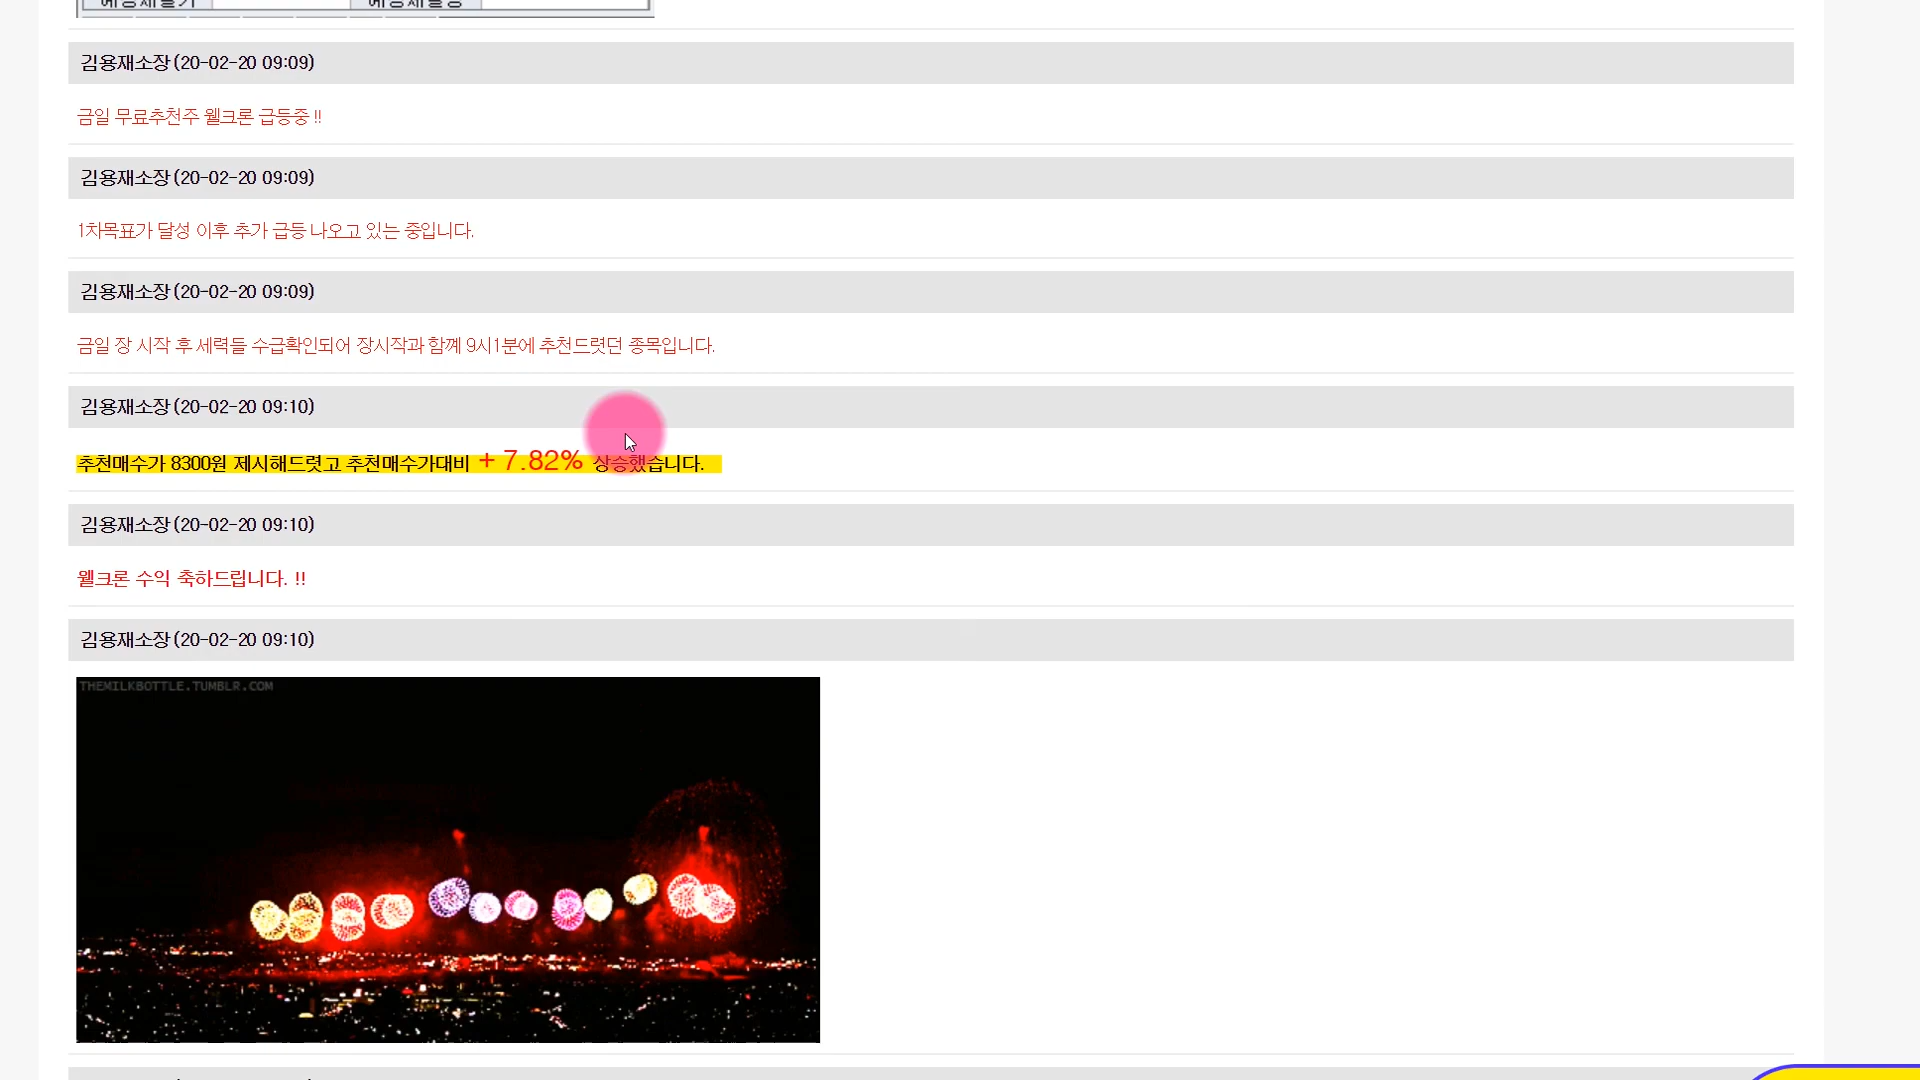 김용재소장(20-02-20 09:09)
금일 무료추천주 웰크론 급등중 !!
김용재소장(20-02-20 09:09)
1차목표가 달성 이후 추가 급등 나오고 있는 중입니다.
김용재소장(20-02-20 09:09)
금일 장 시작 후 세력들 수급확인되어 장시작과 함께 9시1분에 추천드렷던 종목입니다.
김용재소장(20-02-20 09:10)
추천매수가 8300원 제시해드렷고 추천매수가대비 + 7.82% 상승했습니다.
김용재소장(20-02-20 09:10)
웰크론 수익 축하드립니다. !!
김용재소장(20-02-20 09:10)
THEMILKBOTTLE.TUMBLR.COM